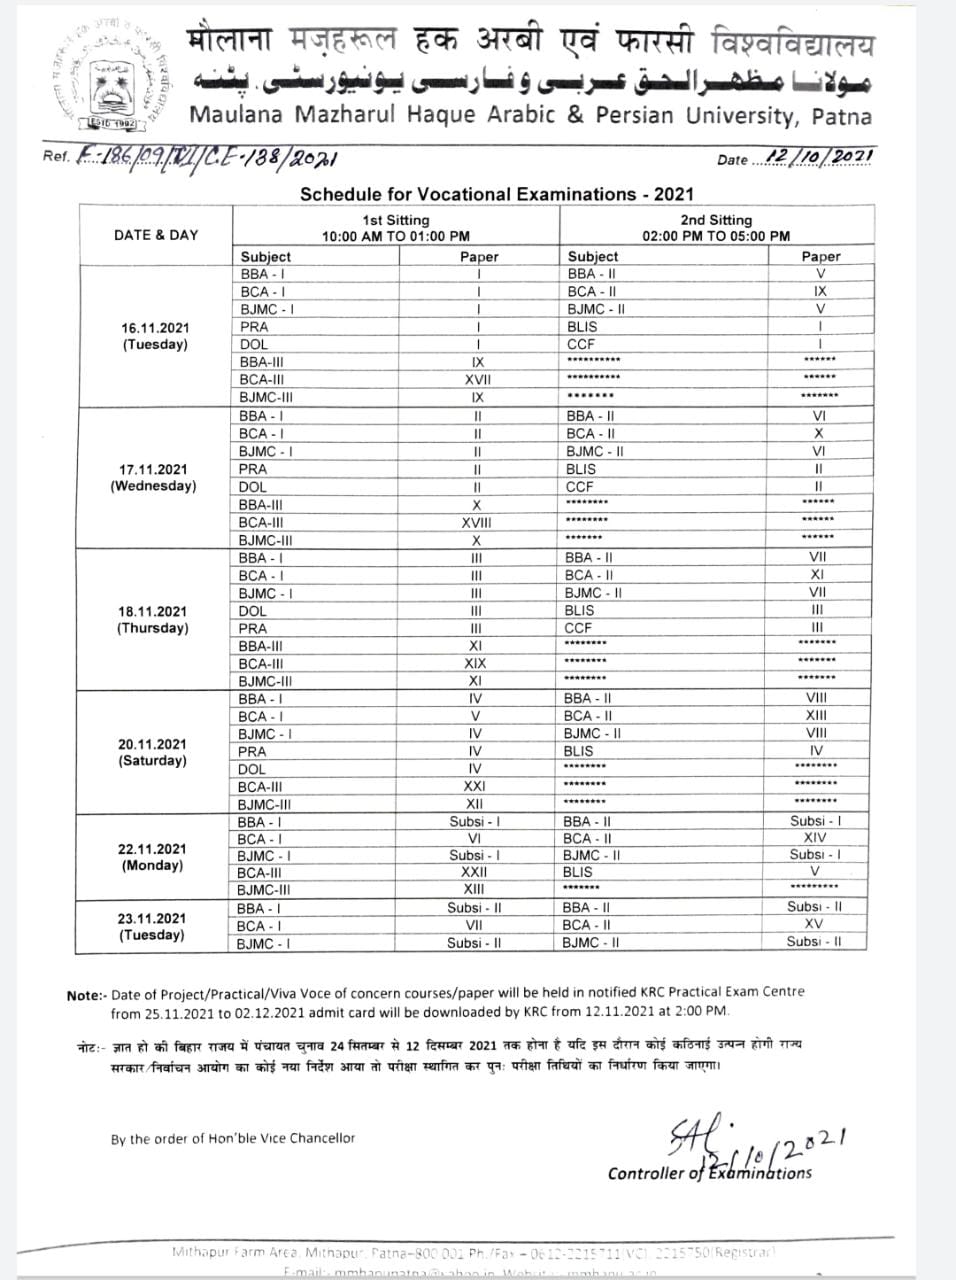 मौलाना मज़हरूल हक अरबी एवं फारसी विश्वविद्यालय
مولانا مظہرالحق عربی و فارسی یونیورسٹی، پٹنہ
Maulana Mazharul Haque Arabic & Persian University, Patna
ESTD 1992
Ref. F-186/09/VI/C.E-138/2021 Date ... 12/10/2021
Schedule for Vocational Examinations - 2021
DATE & DAY 1st Sitting 10:00 AM TO 01:00 PM 2nd Sitting 02:00 PM TO 05:00 PM
Subject Paper Subject Paper
16.11.2021 (Tuesday)
BBA - I I BBA - II V
BCA - I I BCA - II IX
BJMC - I I BJMC - II V
PRA I BLIS I
DOL I CCF I
BBA-III IX ********** ******
BCA-III XVII ********** ******
BJMC-III IX ******* *******
17.11.2021 (Wednesday)
BBA - I II BBA - II VI
BCA - I II BCA - II X
BJMC - I II BJMC - II VI
PRA II BLIS II
DOL II CCF II
BBA-III X ******** ******
BCA-III XVIII ******** ******
BJMC-III X ******* ******
18.11.2021 (Thursday)
BBA - I III BBA - II VII
BCA - I III BCA - II XI
BJMC - I III BJMC - II VII
DOL III BLIS III
PRA III CCF III
BBA-III XI ******** *******
BCA-III XIX ******** *******
BJMC-III XI ******** *******
20.11.2021 (Saturday)
BBA - I IV BBA - II VIII
BCA - I V BCA - II XIII
BJMC - I IV BJMC - II VIII
PRA IV BLIS IV
DOL IV ******** ********
BCA-III XXI ******** ********
BJMC-III XII ******** ********
22.11.2021 (Monday)
BBA - I Subsi - I BBA - II Subsi - I
BCA - I VI BCA - II XIV
BJMC - I Subsi - I BJMC - II Subsi - I
BCA-III XXII BLIS V
BJMC-III XIII ******* *********
23.11.2021 (Tuesday)
BBA - I Subsi - II BBA - II Subsi - II
BCA - I VII BCA - II XV
BJMC - I Subsi - II BJMC - II Subsi - II
Note:- Date of Project/Practical/Viva Voce of concern courses/paper will be held in notified KRC Practical Exam Centre
from 25.11.2021 to 02.12.2021 admit card will be downloaded by KRC from 12.11.2021 at 2:00 PM.
नोट:- ज्ञात हो की बिहार राजय में पंचायत चुनाव 24 सितम्बर से 12 दिसम्बर 2021 तक होना है यदि इस दौरान कोई कठिनाई उत्पन्न होगी राज्य
सरकार/निर्वाचन आयोग का कोई नया निर्देश आया तो परीक्षा स्थागित कर पुनः परीक्षा तिथियों का निर्धारण किया जाएगा।
By the order of Hon'ble Vice Chancellor
12/10/2021
Controller of Examinations
Mithapur Farm Area, Mithapur, Patna-800 001 Ph./Fax – 0612-2215711(VC), 2215750(Registrar)
E-mail:-